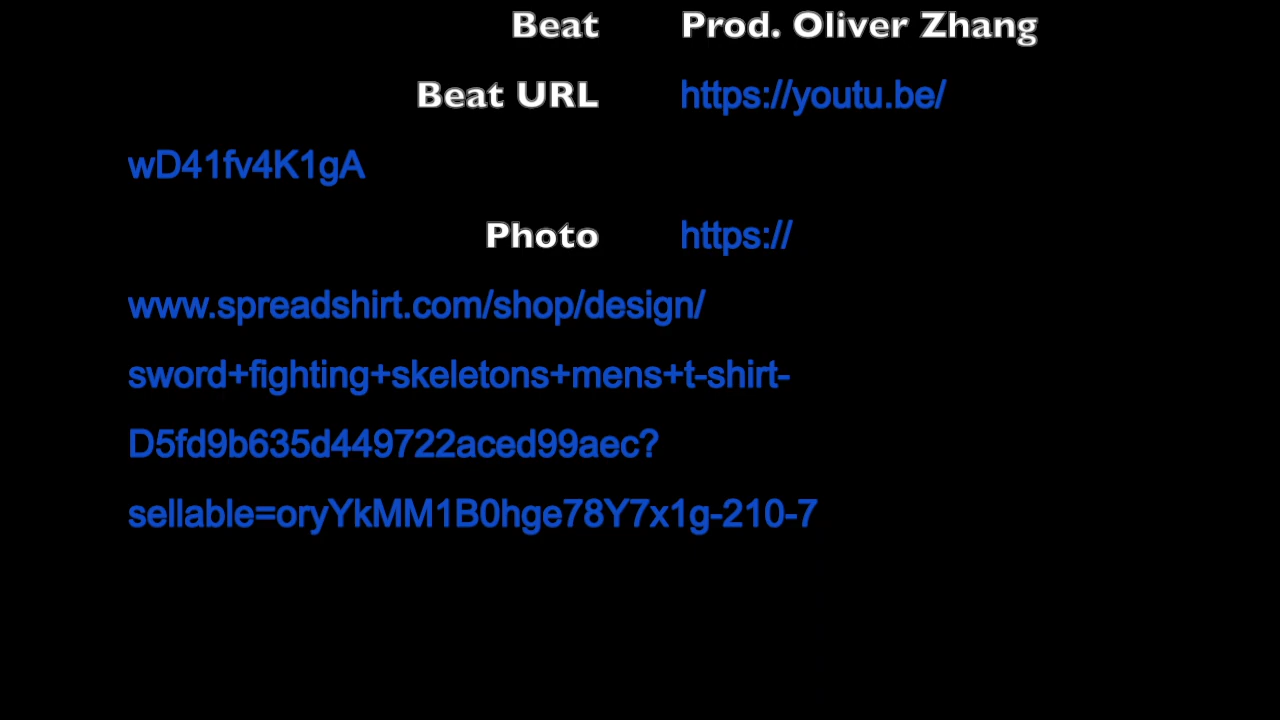 Beat Prod. Oliver Zhang
Beat URL https://youtu.be/
wD41fv4K1gA
Photo https://
www.spreadshirt.com/shop/design/
sword+fighting+skeletons+mens+t-shirt-
D5fd9b635d449722aced99aec?
sellable=oryYkMM1B0hge78Y7x1g-210-7